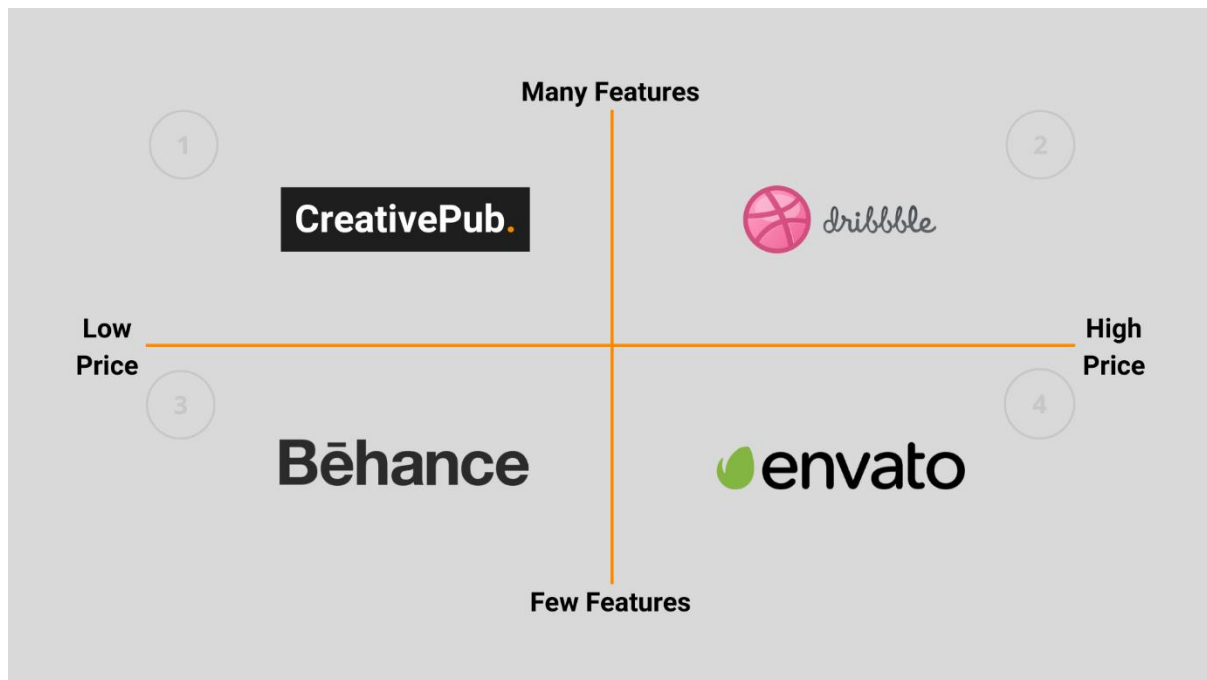 Many Features
1
2
CreativePub.
dribbble
Low
Price
High
Price
3
4
Bēhance
envato
Few Features